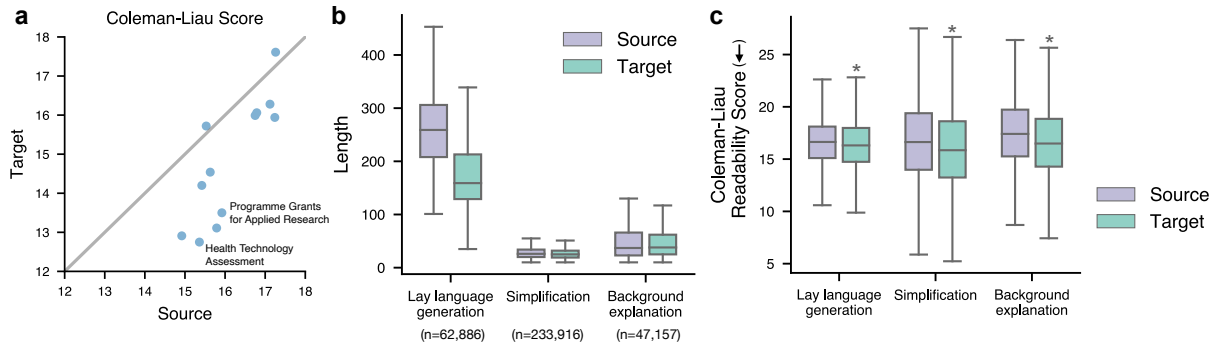 a
Coleman-Liau Score
18
17
16
15
14
13
12
Target
Programme Grants
for Applied Research
Health Technology
Assessment
12 13 14 15 16 17 18
Source
b
Source
Target
400
300
200
100
0
Length
Lay language
generation
(n=62,886)
Simplification
(n=233,916)
Background
explanation
(n=47,157)
c
Coleman-Liau
Readability Score (←)
25
20
15
10
5
* * *
Lay language
generation
Simplification
Background
explanation
Source
Target